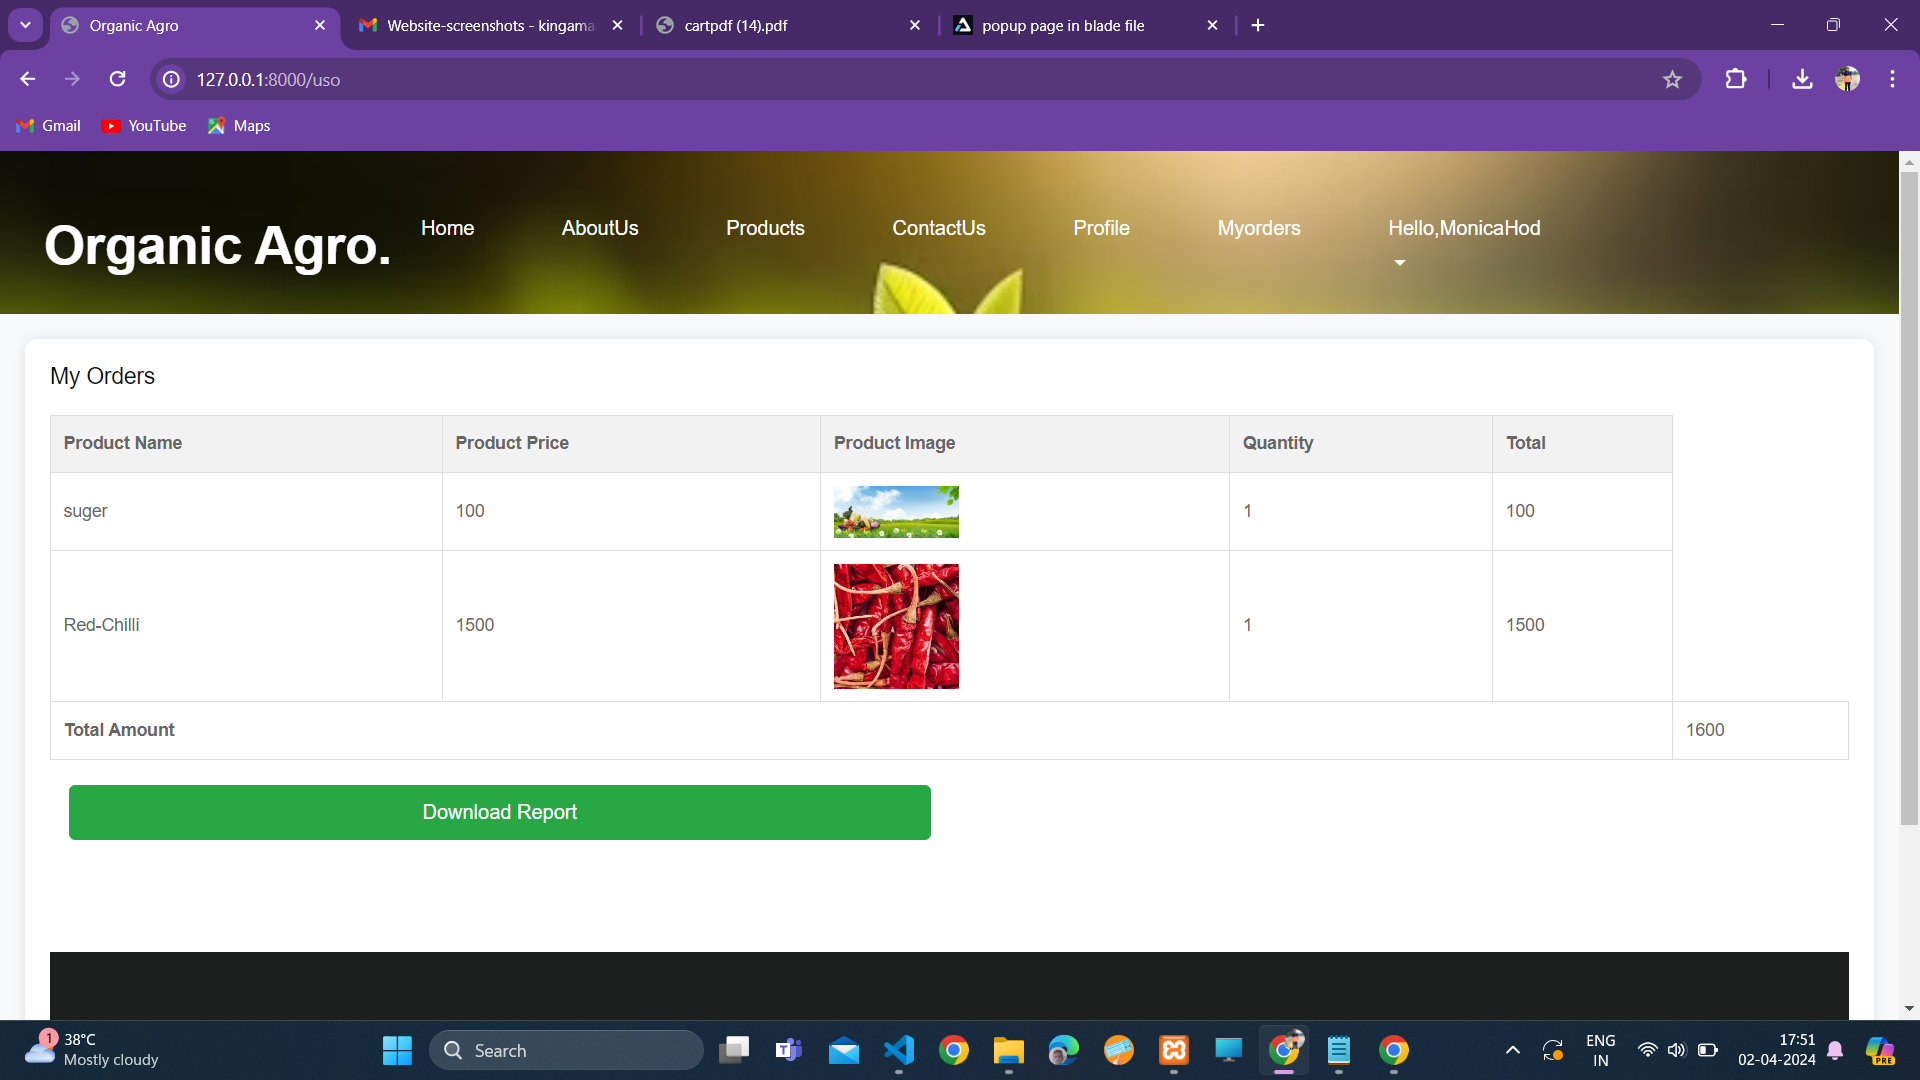 Organic Agro
Website-screenshots - kingama
cartpdf (14).pdf
popup page in blade file
127.0.0.1:8000/uso
Gmail
YouTube
Maps
Organic Agro.
Home
AboutUs
Products
ContactUs
Profile
Myorders
Hello,MonicaHod
My Orders
Product Name Product Price Product Image Quantity Total
suger 100 1 100
Red-Chilli 1500 1 1500
Total Amount 1600
Download Report
1
38°C
Mostly cloudy
Search
ENG
IN
17:51
02-04-2024
PRE